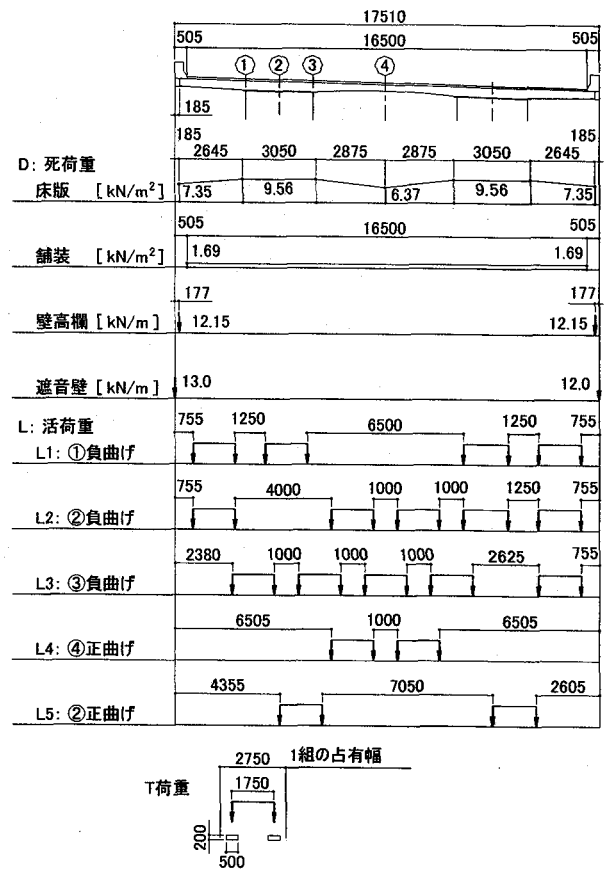 17510
505 16500 505
① ② ③ ④
185
185 185
2645 3050 2875 2875 3050 2645
D: 死荷重
床版 [kN/m²] 7.35 9.56 6.37 9.56 7.35
505 16500 505
舗装 [kN/m²] 1.69 1.69
177 177
壁高欄 [kN/m] 12.15 12.15
遮音壁 [kN/m] 13.0 12.0
L: 活荷重
755 1250 6500 1250 755
L1: ①負曲げ
755 4000 1000 1000 1250 755
L2: ②負曲げ
2380 1000 1000 1000 2625 755
L3: ③負曲げ
6505 1000 6505
L4: ④正曲げ
4355 7050 2605
L5: ②正曲げ
2750 1組の占有幅
T荷重 1750
200
500